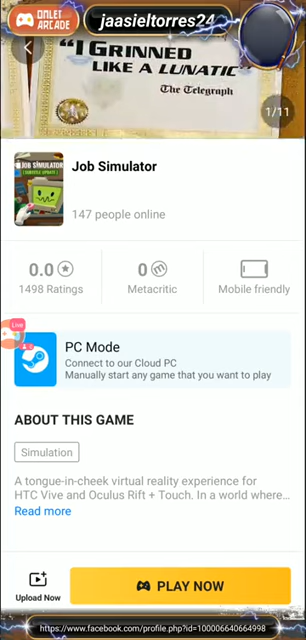 ONLET
ARCADE
jaasieltorres24
"I GRINNED
LIKE A LUNATIC"
The Telegraph
1/11
JOB SIMULATOR
Job Simulator
147 people online
0.0
0
1498 Ratings
Metacritic
Mobile friendly
Live
PC Mode
Connect to our Cloud PC
Manually start any game that you want to play
ABOUT THIS GAME
Simulation
A tongue-in-cheek virtual reality experience for
HTC Vive and Oculus Rift + Touch. In a world where...
Read more
Upload Now
PLAY NOW
https://www.facebook.com/profile.php?id=100006640664998